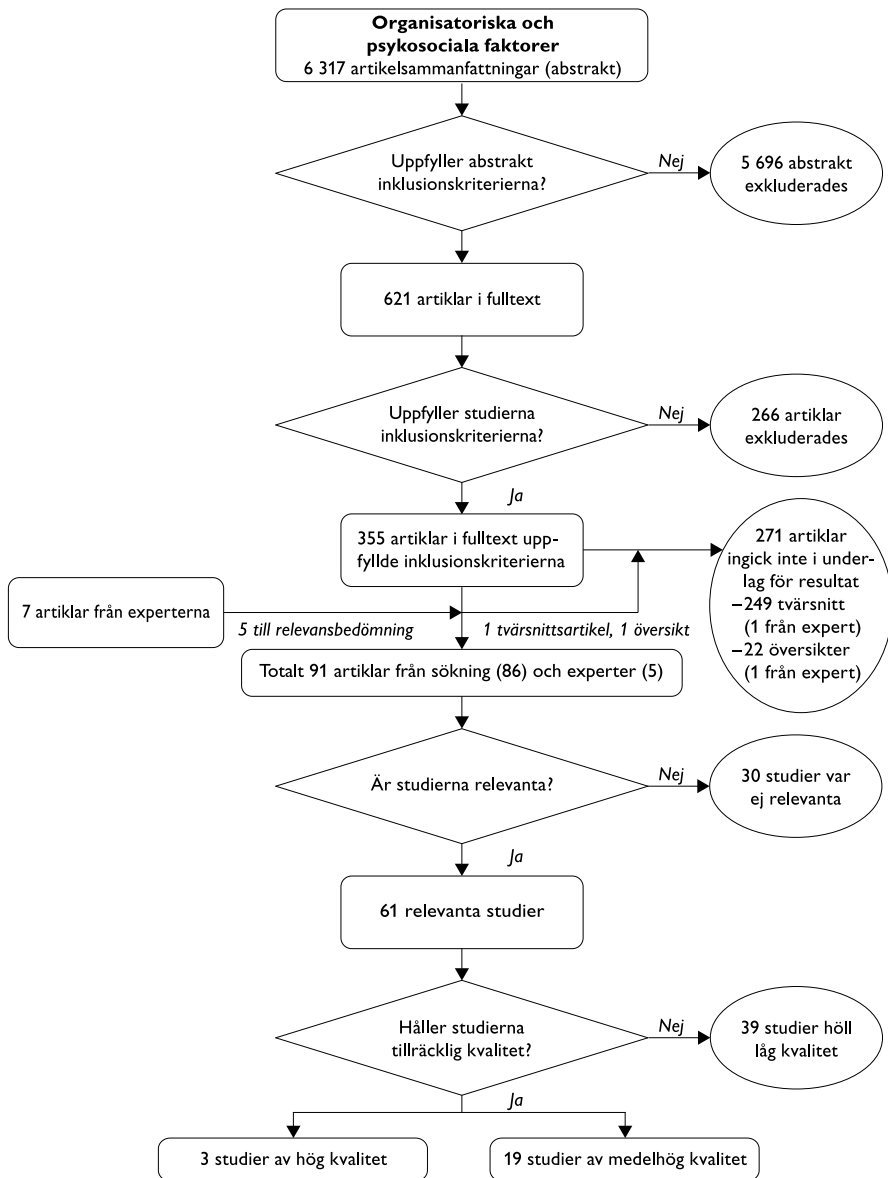 Organisatoriska och
psykosociala faktorer
6 317 artikelsammanfattningar (abstrakt)
Uppfyller abstrakt
inklusionskriterierna?
Nej
5 696 abstrakt
exkluderades
621 artiklar i fulltext
Uppfyller studierna
inklusionskriterierna?
Nej
266 artiklar
exkluderades
Ja
355 artiklar i fulltext upp-
fyllde inklusionskriterierna
271 artiklar
ingick inte i under-
lag för resultat
–249 tvärsnitt
(1 från expert)
–22 översikter
(1 från expert)
7 artiklar från experterna
5 till relevansbedömning
1 tvärsnittsartikel, 1 översikt
Totalt 91 artiklar från sökning (86) och experter (5)
Är studierna relevanta?
Nej
30 studier var
ej relevanta
Ja
61 relevanta studier
Håller studierna
tillräcklig kvalitet?
Nej
39 studier höll
låg kvalitet
Ja
3 studier av hög kvalitet
19 studier av medelhög kvalitet